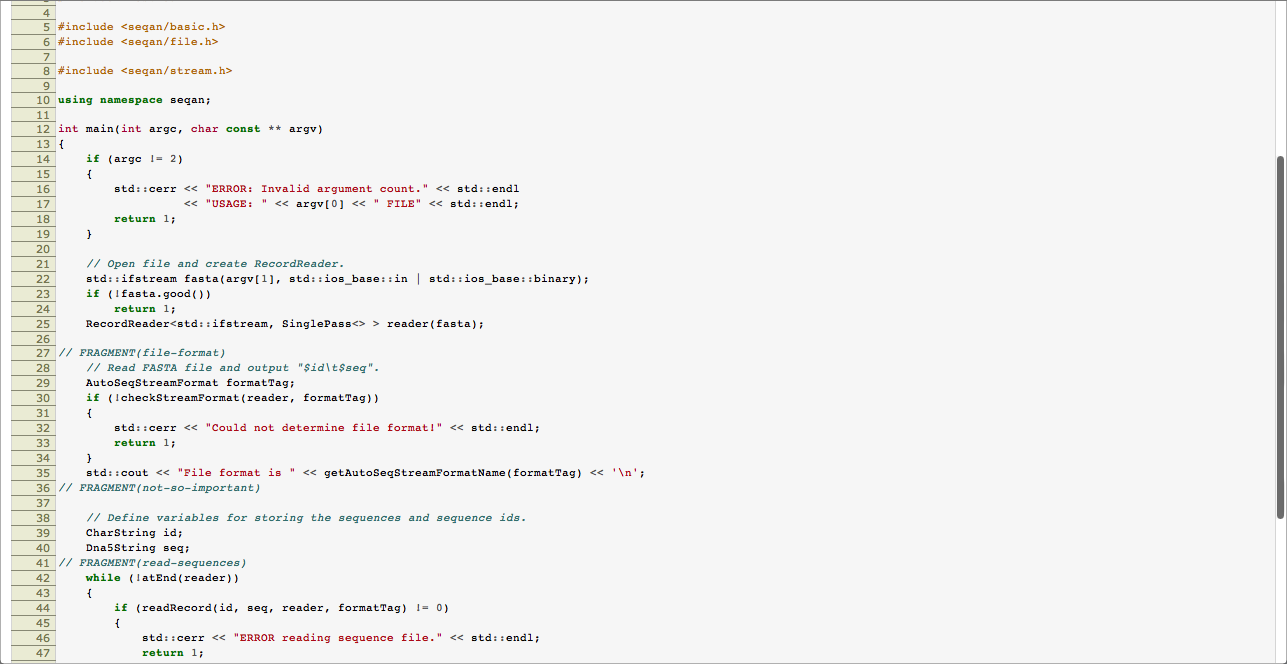 4
5 #include <seqan/basic.h>
6 #include <seqan/file.h>
7
8 #include <seqan/stream.h>
9
10 using namespace seqan;
11
12 int main(int argc, char const ** argv)
13 {
14     if (argc != 2)
15     {
16         std::cerr << "ERROR: Invalid argument count." << std::endl
17                   << "USAGE: " << argv[0] << " FILE" << std::endl;
18         return 1;
19     }
20
21     // Open file and create RecordReader.
22     std::ifstream fasta(argv[1], std::ios_base::in | std::ios_base::binary);
23     if (!fasta.good())
24         return 1;
25     RecordReader<std::ifstream, SinglePass<> > reader(fasta);
26
27 // FRAGMENT(file-format)
28     // Read FASTA file and output "$id\t$seq".
29     AutoSeqStreamFormat formatTag;
30     if (!checkStreamFormat(reader, formatTag))
31     {
32         std::cerr << "Could not determine file format!" << std::endl;
33         return 1;
34     }
35     std::cout << "File format is " << getAutoSeqStreamFormatName(formatTag) << '\n';
36 // FRAGMENT(not-so-important)
37
38     // Define variables for storing the sequences and sequence ids.
39     CharString id;
40     Dna5String seq;
41 // FRAGMENT(read-sequences)
42     while (!atEnd(reader))
43     {
44         if (readRecord(id, seq, reader, formatTag) != 0)
45         {
46             std::cerr << "ERROR reading sequence file." << std::endl;
47             return 1;